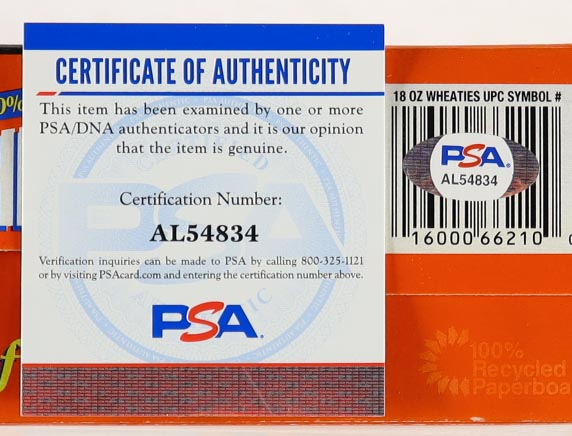 CERTIFICATE OF AUTHENTICITY
This item has been examined by one or more
PSA/DNA authenticators and it is our opinion
that the item is genuine.
Certification Number:
AL54834
Verification inquiries can be made to PSA by calling 800-325-1121
or by visiting PSAcard.com and entering the certification number above.
PSA
0%
18 OZ WHEATIES UPC SYMBOL #
PSA
AL54834
16000 66210
100%
Recycled
Paperboa